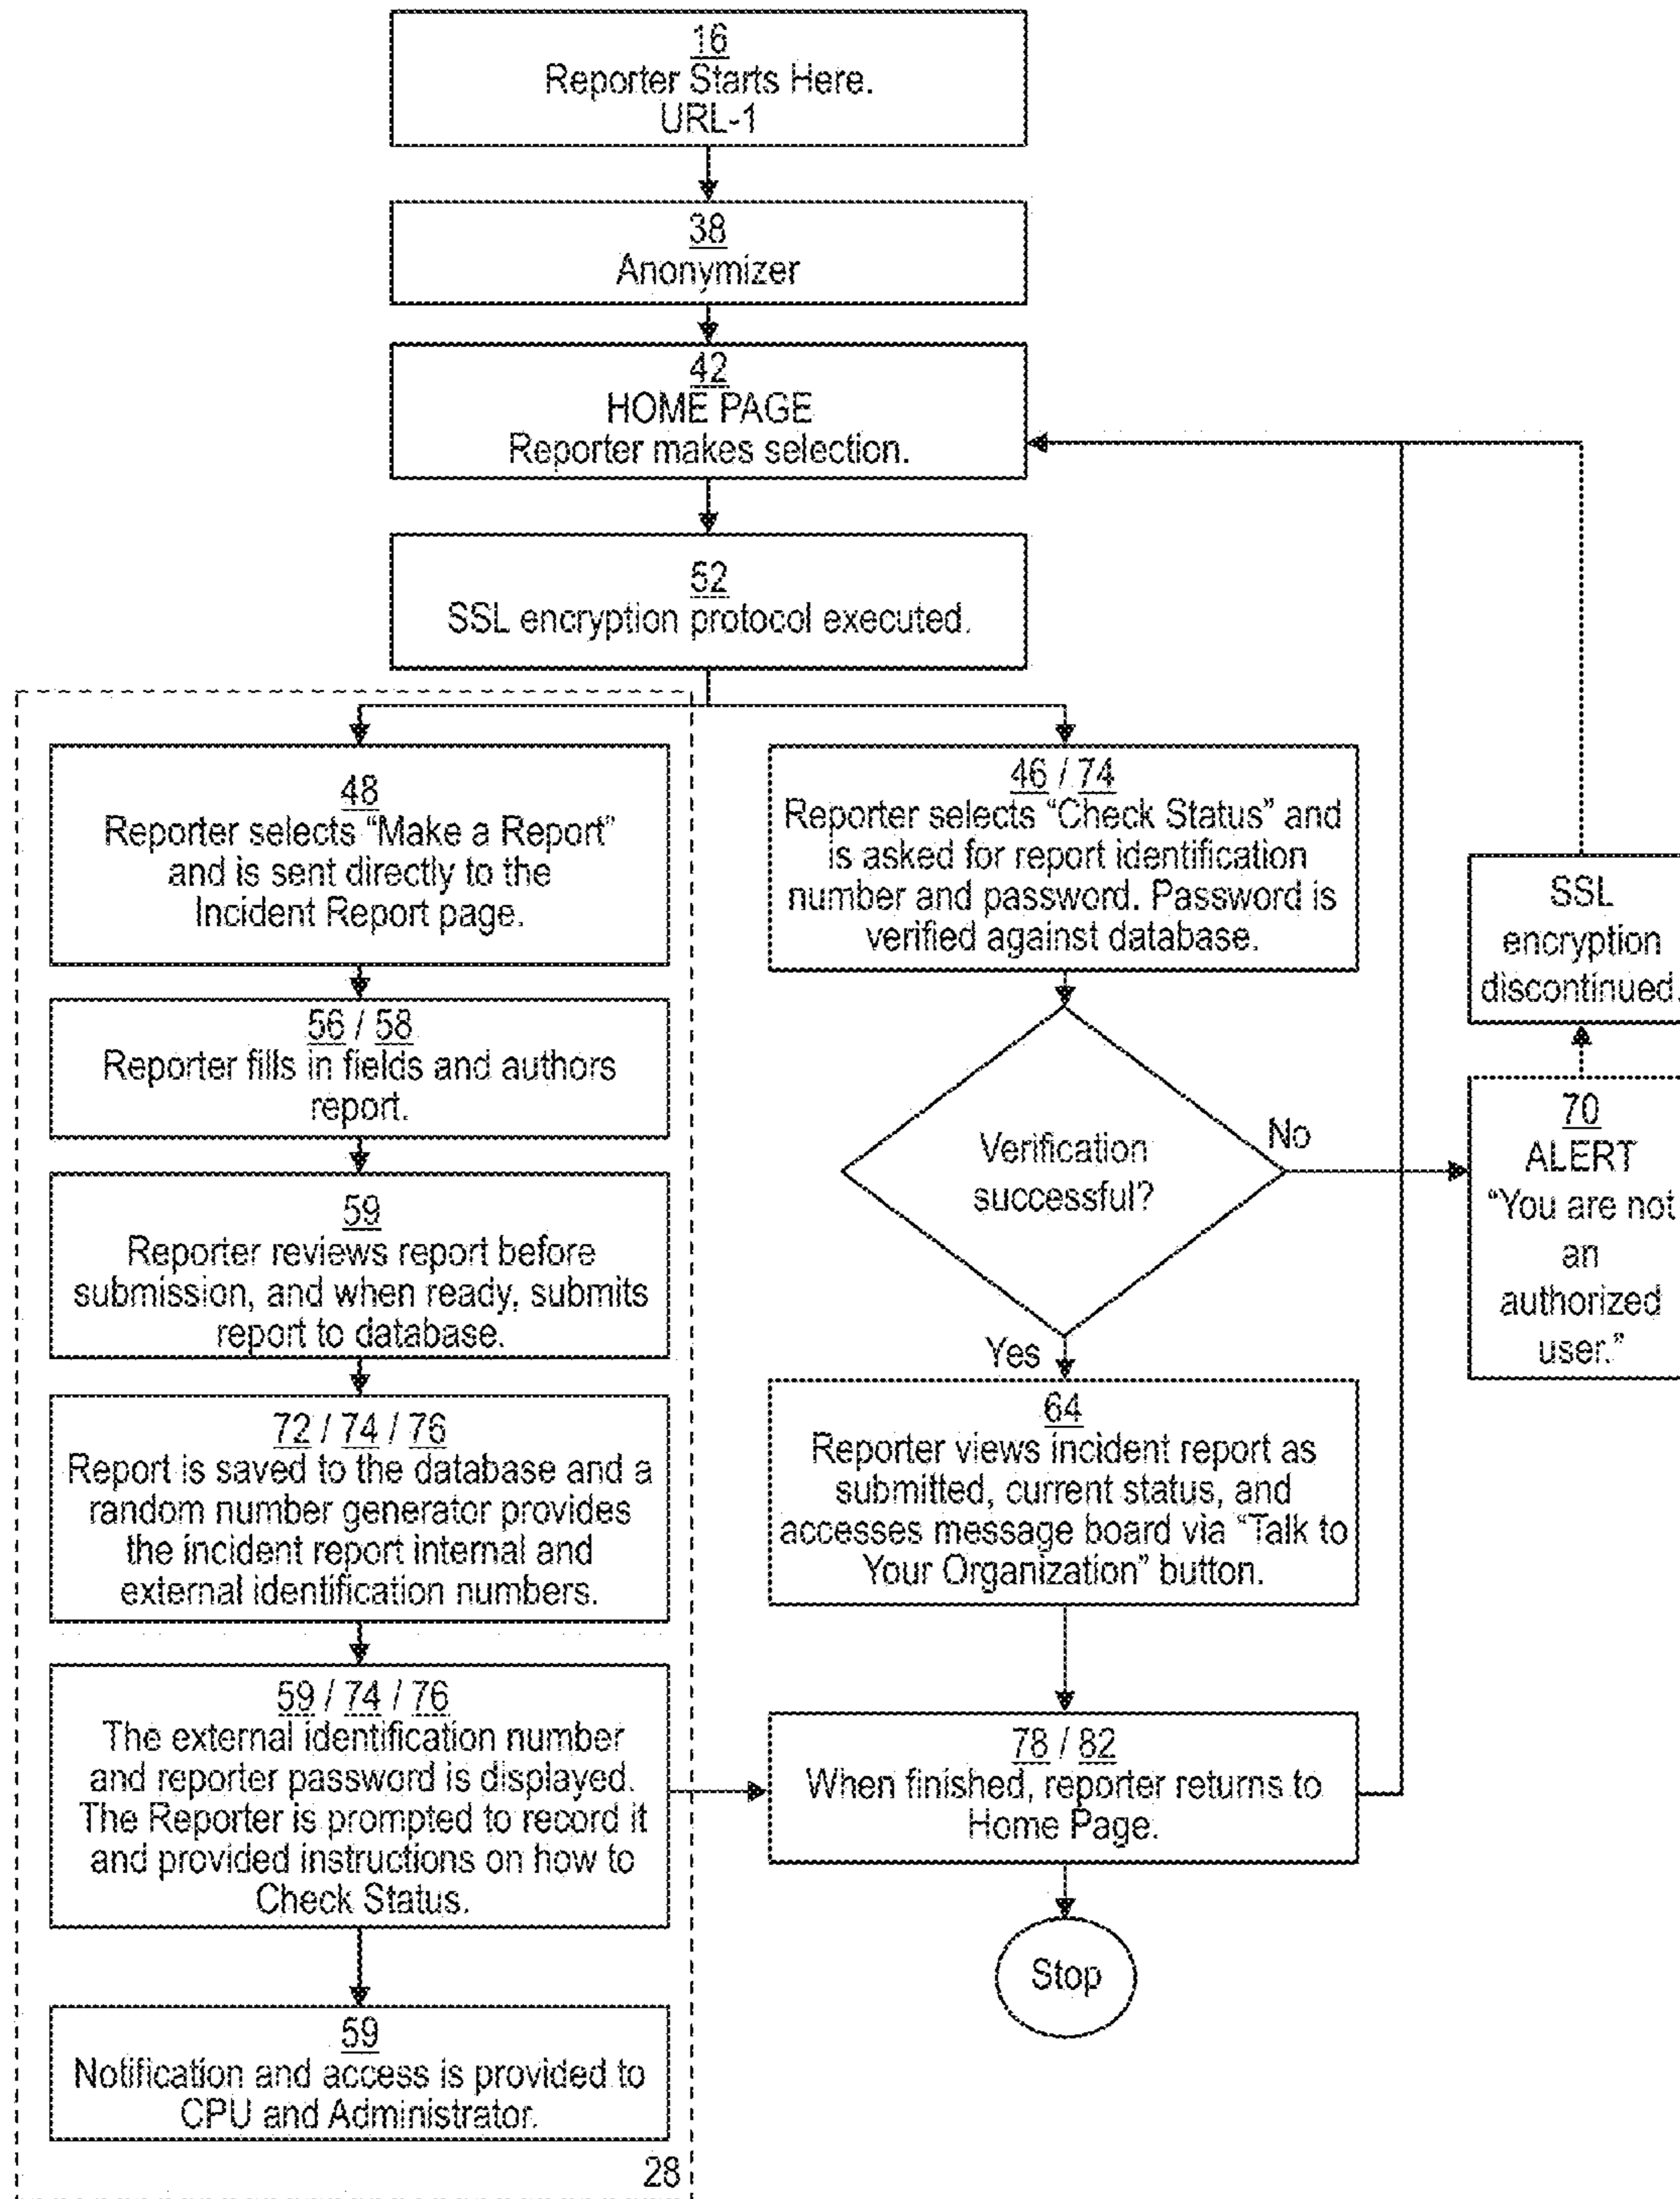 16
Reporter Starts Here.
URL-1
38
Anonymizer
42
HOME PAGE
Reporter makes selection.
52
SSL encryption protocol executed.
48
Reporter selects “Make a Report”
and is sent directly to the
Incident Report page.
56 / 58
Reporter fills in fields and authors
report.
59
Reporter reviews report before
submission, and when ready, submits
report to database.
72 / 74 / 76
Report is saved to the database and a
random number generator provides
the incident report internal and
external identification numbers.
59 / 74 / 76
The external identification number
and reporter password is displayed.
The Reporter is prompted to record it
and provided instructions on how to
Check Status.
59
Notification and access is provided to
CPU and Administrator.
28
46 / 74
Reporter selects “Check Status” and
is asked for report identification
number and password. Password is
verified against database.
Verification
successful?
No
Yes
64
Reporter views incident report as
submitted, current status, and
accesses message board via “Talk to
Your Organization” button.
78 / 82
When finished, reporter returns to
Home Page.
Stop
SSL
encryption
discontinued.
70
ALERT
“You are not
an
authorized
user.”